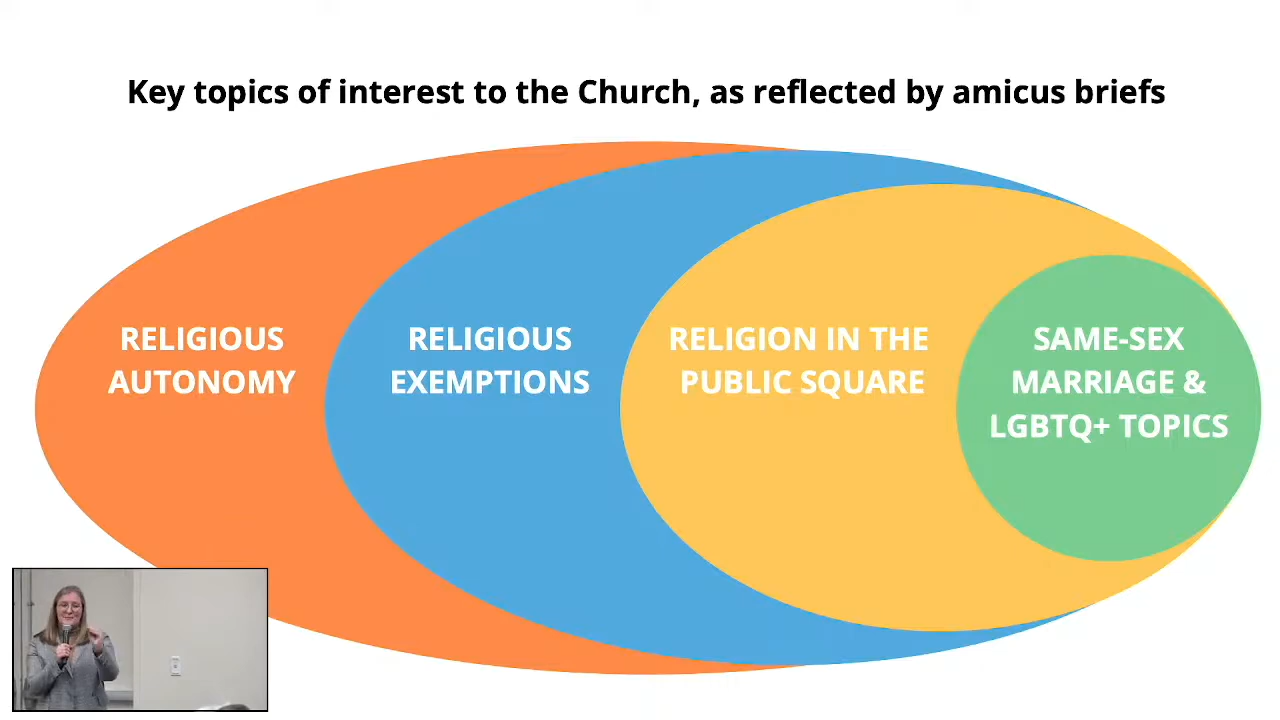 Key topics of interest to the Church, as reflected by amicus briefs
RELIGIOUS
AUTONOMY
RELIGIOUS
EXEMPTIONS
RELIGION IN THE
PUBLIC SQUARE
SAME-SEX
MARRIAGE &
LGBTQ+ TOPICS